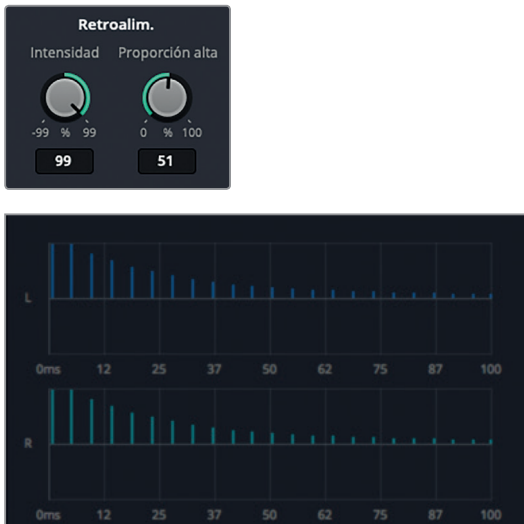 Retroalim.
Intensidad Proporción alta
-99 % 99 0 % 100
99 51
L
0ms 12 25 37 50 62 75 87 100
R
0ms 12 25 37 50 62 75 87 100